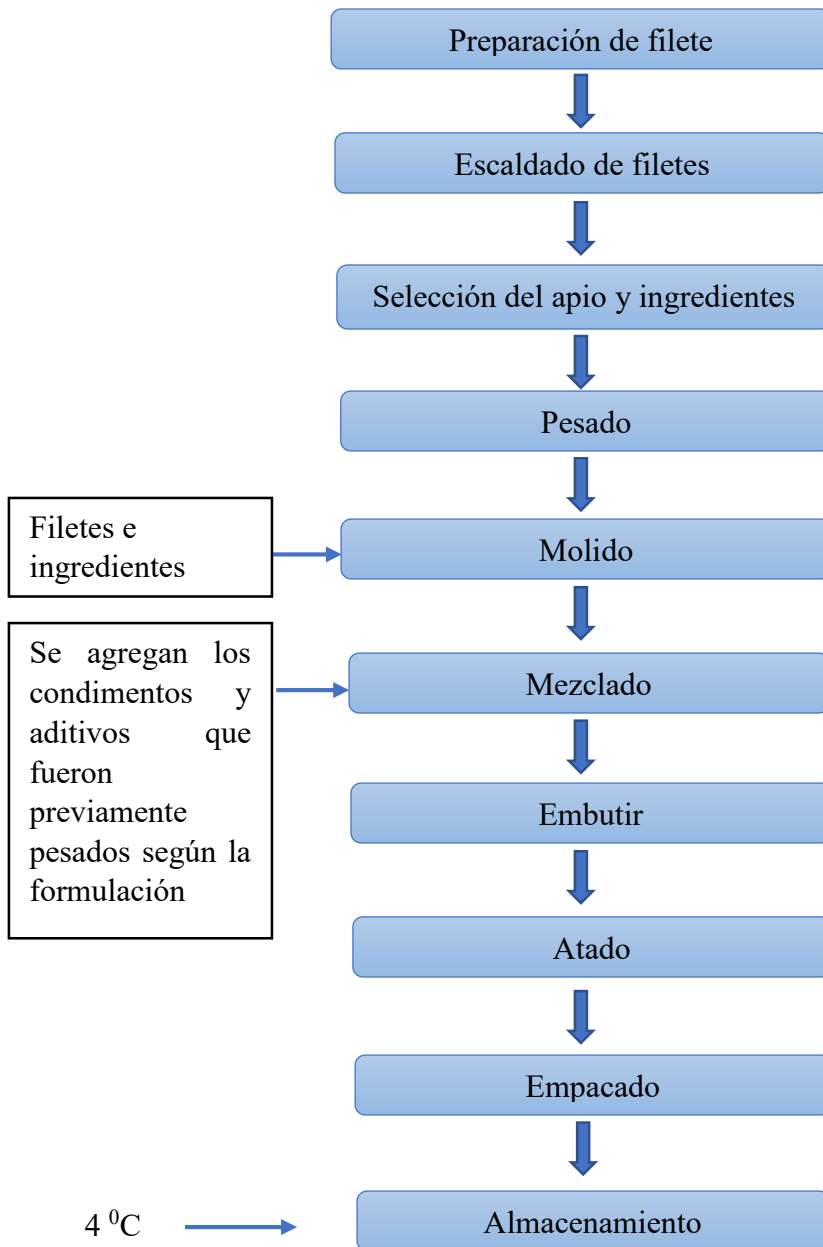 Preparación de filete
Escaldado de filetes
Selección del apio y ingredientes
Pesado
Filetes e
ingredientes
Molido
Se agregan los
condimentos y
aditivos que
fueron
previamente
pesados según la
formulación
Mezclado
Embutir
Atado
Empacado
4 ⁰C
Almacenamiento